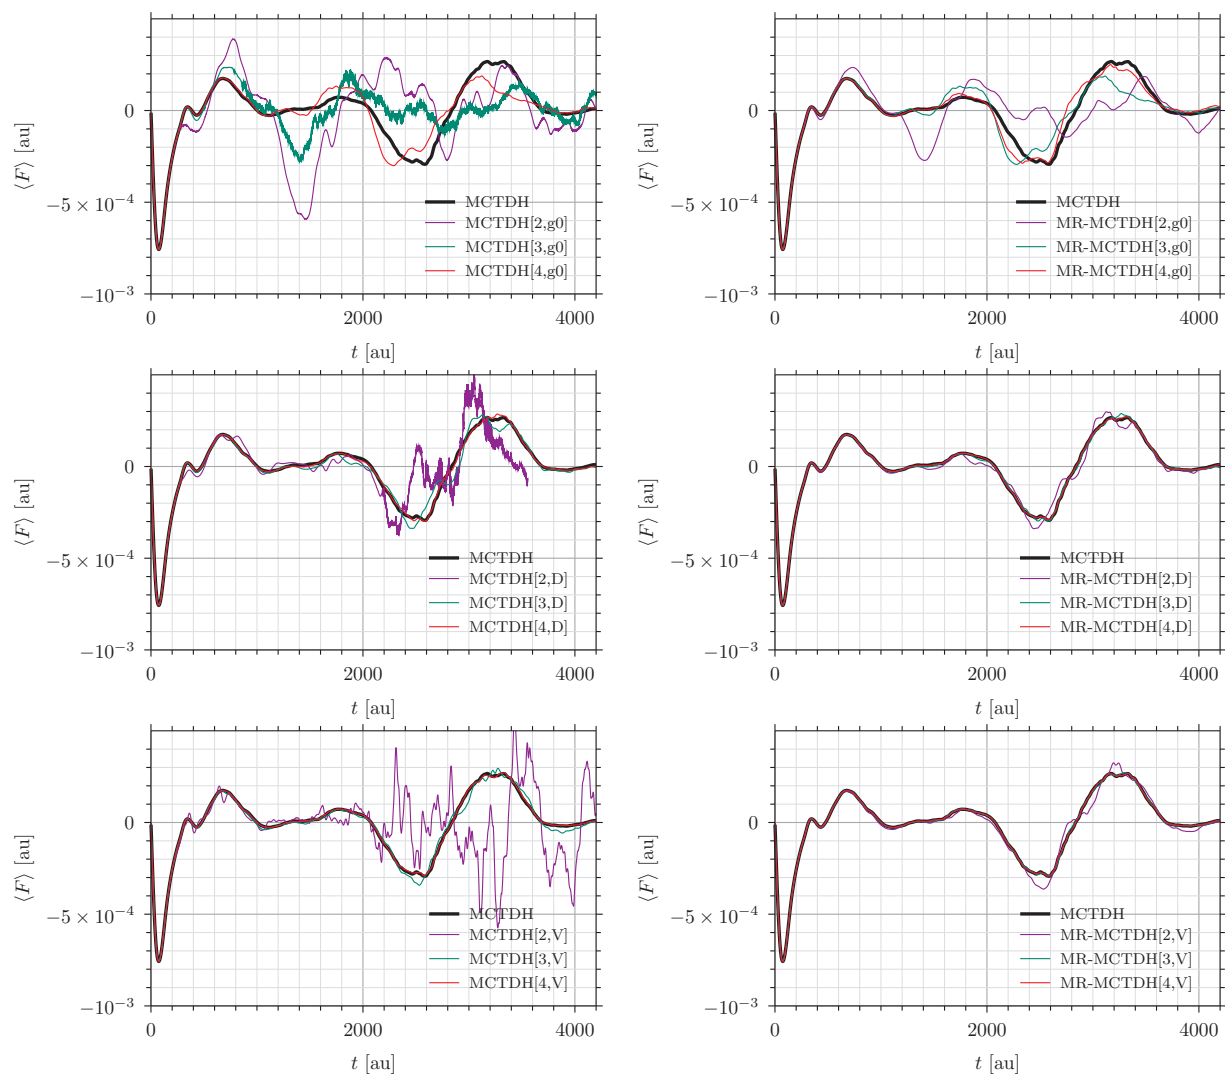 0
−5 × 10⁻⁴
−10⁻³
⟨F⟩ [au]
MCTDH
MCTDH[2,g0]
MCTDH[3,g0]
MCTDH[4,g0]
0 2000 4000
t [au]
0
−5 × 10⁻⁴
−10⁻³
⟨F⟩ [au]
MCTDH
MR-MCTDH[2,g0]
MR-MCTDH[3,g0]
MR-MCTDH[4,g0]
0 2000 4000
t [au]
0
−5 × 10⁻⁴
−10⁻³
⟨F⟩ [au]
MCTDH
MCTDH[2,D]
MCTDH[3,D]
MCTDH[4,D]
0 2000 4000
t [au]
0
−5 × 10⁻⁴
−10⁻³
⟨F⟩ [au]
MCTDH
MR-MCTDH[2,D]
MR-MCTDH[3,D]
MR-MCTDH[4,D]
0 2000 4000
t [au]
0
−5 × 10⁻⁴
−10⁻³
⟨F⟩ [au]
MCTDH
MCTDH[2,V]
MCTDH[3,V]
MCTDH[4,V]
0 2000 4000
t [au]
0
−5 × 10⁻⁴
−10⁻³
⟨F⟩ [au]
MCTDH
MR-MCTDH[2,V]
MR-MCTDH[3,V]
MR-MCTDH[4,V]
0 2000 4000
t [au]